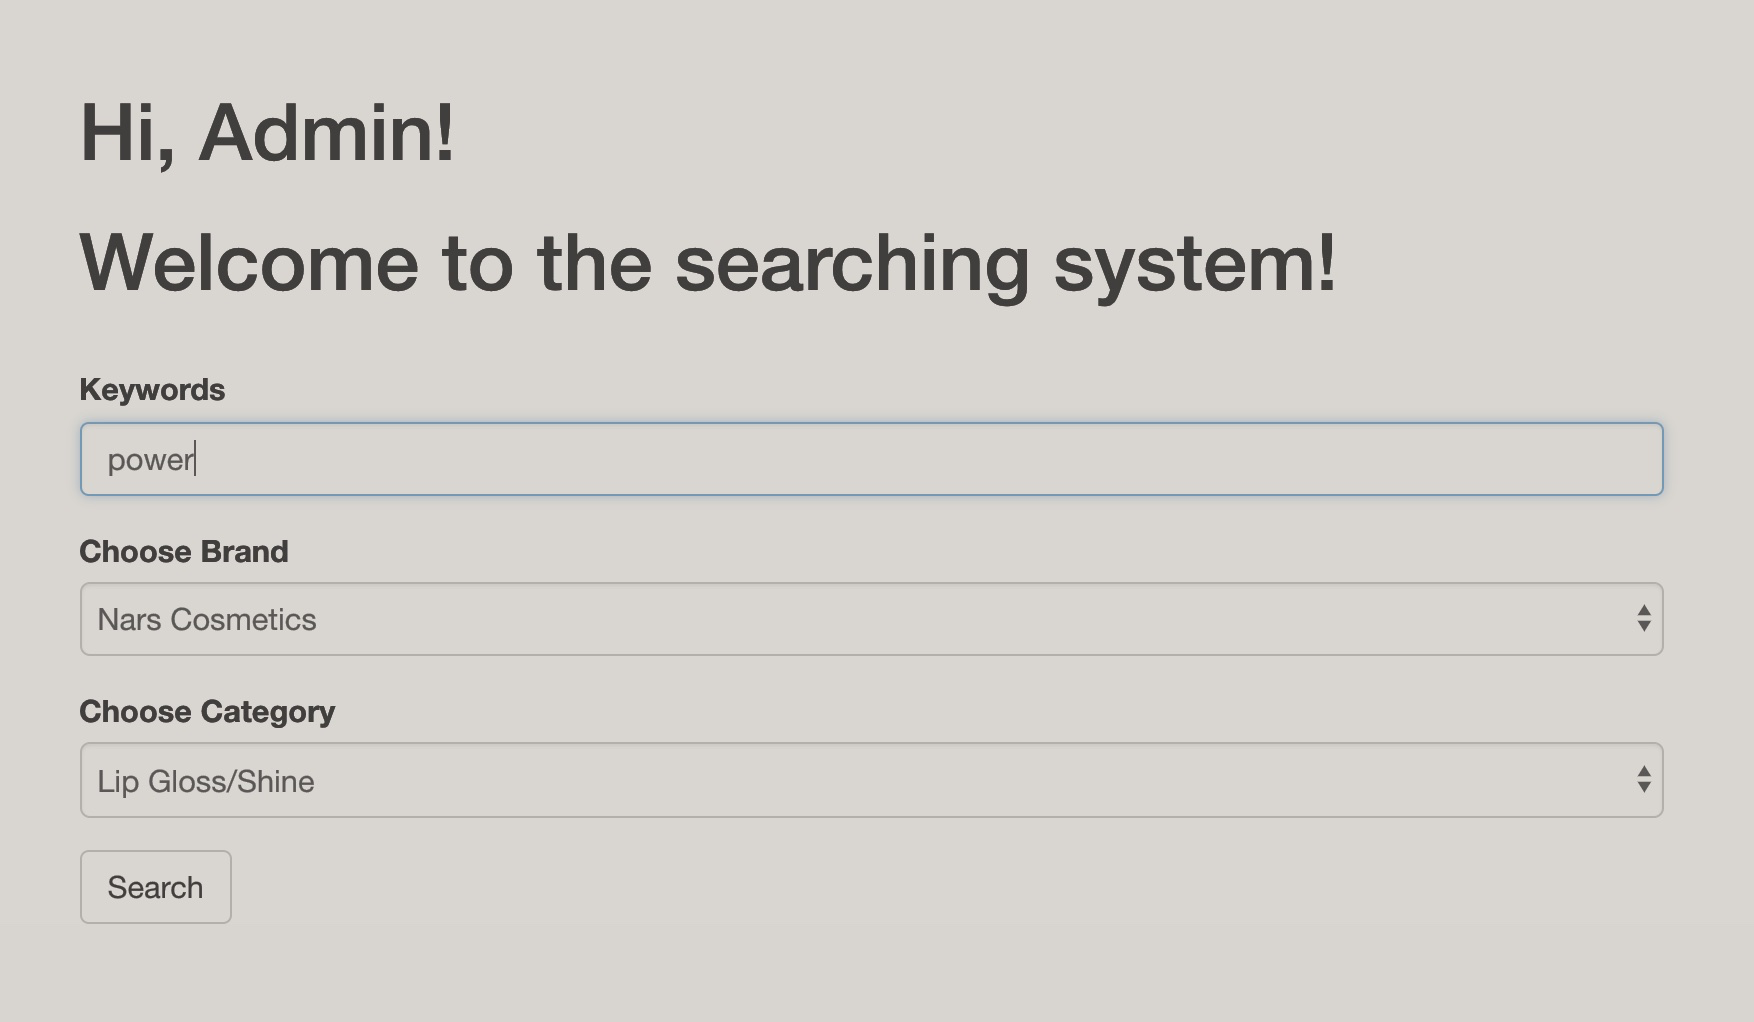 Hi, Admin!
Welcome to the searching system!
Keywords
power
Choose Brand
Nars Cosmetics
Choose Category
Lip Gloss/Shine
Search